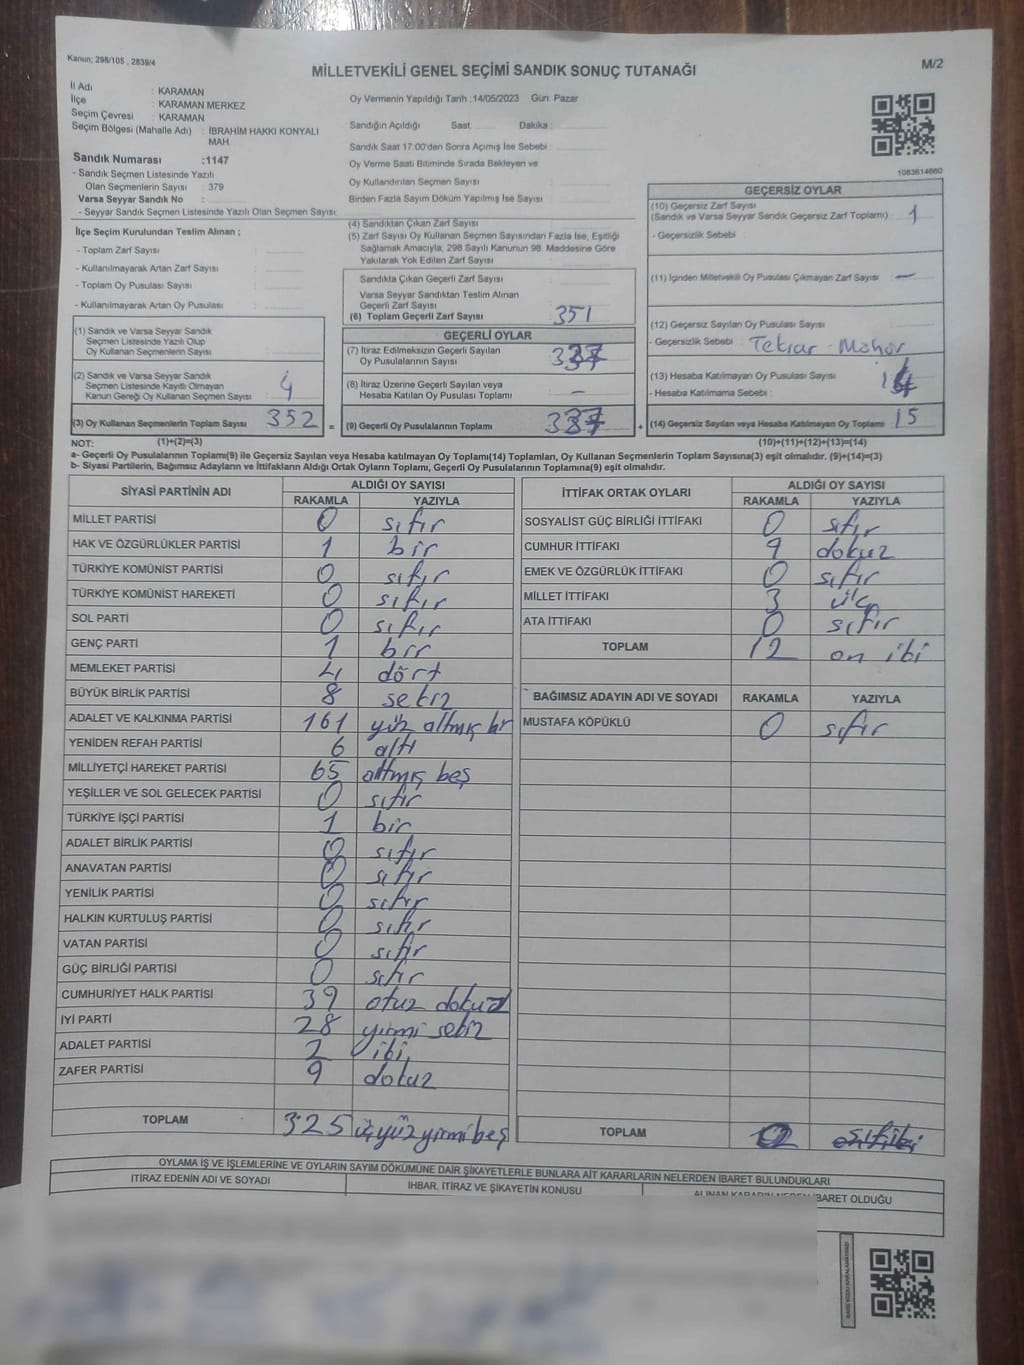 Kanun; 298/105 , 2839/4
M/2
MİLLETVEKİLİ GENEL SEÇİMİ SANDIK SONUÇ TUTANAĞI
İl Adı : KARAMAN
İlçe : KARAMAN MERKEZ
Seçim Çevresi : KARAMAN
Seçim Bölgesi (Mahalle Adı) : İBRAHİM HAKKI KONYALI MAH.
Sandık Numarası :1147
- Sandık Seçmen Listesinde Yazılı
Olan Seçmenlerin Sayısı : 379
Varsa Seyyar Sandık No :
- Seyyar Sandık Seçmen Listesinde Yazılı Olan Seçmen Sayısı:
İlçe Seçim Kurulundan Teslim Alınan ;
- Toplam Zarf Sayısı :
- Kullanılmayarak Artan Zarf Sayısı :
- Toplam Oy Pusulası Sayısı :
- Kullanılmayarak Artan Oy Pusulası :
(1) Sandık ve Varsa Seyyar Sandık
Seçmen Listesinde Yazılı Olup
Oy Kullanan Seçmenlerin Sayısı :
(2) Sandık ve Varsa Seyyar Sandık
Seçmen Listesinde Kayıtlı Olmayan
Kanun Gereği Oy Kullanan Seçmen Sayısı : 4
(3) Oy Kullanan Seçmenlerin Toplam Sayısı : 352 =
Oy Vermenin Yapıldığı Tarih :14/05/2023 Gün: Pazar
Sandığın Açıldığı Saat: Dakika :
Sandık Saat 17:00'den Sonra Açımış İse Sebebi :
Oy Verme Saati Bitiminde Sırada Bekleyen ve
Oy Kullandırılan Seçmen Sayısı :
Birden Fazla Sayım Döküm Yapılmış İse Sayısı :
(4) Sandıktan Çıkan Zarf Sayısı :
(5) Zarf Sayısı Oy Kullanan Seçmen Sayısından Fazla İse, Eşitliği
Sağlamak Amacıyla, 298 Sayılı Kanunun 98. Maddesine Göre
Yakılarak Yok Edilen Zarf Sayısı :
Sandıkta Çıkan Geçerli Zarf Sayısı :
Varsa Seyyar Sandıktan Teslim Alınan
Geçerli Zarf Sayısı :
(6) Toplam Geçerli Zarf Sayısı : 351
GEÇERLİ OYLAR
(7) İtiraz Edilmeksizin Geçerli Sayılan
Oy Pusulalarının Sayısı : 337
(8) İtiraz Üzerine Geçerli Sayılan veya
Hesaba Katılan Oy Pusulası Toplamı : -
(9) Geçerli Oy Pusulalarının Toplamı : 337 +
1083614660
GEÇERSİZ OYLAR
(10) Geçersiz Zarf Sayısı
(Sandık ve Varsa Seyyar Sandık Geçersiz Zarf Toplamı) : 1
- Geçersizlik Sebebi :
(11) İçinden Milletvekili Oy Pusulası Çıkmayan Zarf Sayısı : -
(12) Geçersiz Sayılan Oy Pusulası Sayısı :
- Geçersizlik Sebebi : Tekrar Mühür
(13) Hesaba Katılmayan Oy Pusulası Sayısı : 14
- Hesaba Katılmama Sebebi :
(14) Geçersiz Sayılan veya Hesaba Katılmayan Oy Toplamı : 15
NOT: (1)+(2)=(3) (10)+(11)+(12)+(13)=(14)
a- Geçerli Oy Pusulalarının Toplamı(9) ile Geçersiz Sayılan veya Hesaba katılmayan Oy Toplamı(14) Toplamları, Oy Kullanan Seçmenlerin Toplam Sayısına(3) eşit olmalıdır. (9)+(14)=(3)
b- Siyasi Partilerin, Bağımsız Adayların ve İttifakların Aldığı Ortak Oyların Toplamı, Geçerli Oy Pusulalarının Toplamına(9) eşit olmalıdır.
SİYASİ PARTİNİN ADI ALDIĞI OY SAYISI
RAKAMLA YAZIYLA
MİLLET PARTİSİ 0 sıfır
HAK VE ÖZGÜRLÜKLER PARTİSİ 1 bir
TÜRKİYE KOMÜNİST PARTİSİ 0 sıfır
TÜRKİYE KOMÜNİST HAREKETİ 0 sıfır
SOL PARTİ 0 sıfır
GENÇ PARTİ 1 bir
MEMLEKET PARTİSİ 4 dört
BÜYÜK BİRLİK PARTİSİ 8 sekiz
ADALET VE KALKINMA PARTİSİ 161 yüz altmış bir
YENİDEN REFAH PARTİSİ 6 altı
MİLLİYETÇİ HAREKET PARTİSİ 65 altmış beş
YEŞİLLER VE SOL GELECEK PARTİSİ 0 sıfır
TÜRKİYE İŞÇİ PARTİSİ 1 bir
ADALET BİRLİK PARTİSİ 0 sıfır
ANAVATAN PARTİSİ 0 sıfır
YENİLİK PARTİSİ 0 sıfır
HALKIN KURTULUŞ PARTİSİ 0 sıfır
VATAN PARTİSİ 0 sıfır
GÜÇ BİRLİĞİ PARTİSİ 0 sıfır
CUMHURİYET HALK PARTİSİ 39 otuz dokuz
İYİ PARTİ 28 yirmi sekiz
ADALET PARTİSİ 2 iki
ZAFER PARTİSİ 9 dokuz
TOPLAM 325 üçyüzyirmibeş
İTTİFAK ORTAK OYLARI ALDIĞI OY SAYISI
RAKAMLA YAZIYLA
SOSYALİST GÜÇ BİRLİĞİ İTTİFAKI 0 sıfır
CUMHUR İTTİFAKI 9 dokuz
EMEK VE ÖZGÜRLÜK İTTİFAKI 0 sıfır
MİLLET İTTİFAKI 3 üç
ATA İTTİFAKI 0 sıfır
TOPLAM 12 on iki
BAĞIMSIZ ADAYIN ADI VE SOYADI RAKAMLA YAZIYLA
MUSTAFA KÖPÜKLÜ 0 sıfır
TOPLAM
OYLAMA İŞ VE İŞLEMLERİNE VE OYLARIN SAYIM DÖKÜMÜNE DAİR ŞİKAYETLERLE BUNLARA AİT KARARLARIN NELERDEN İBARET BULUNDUKLARI
İTİRAZ EDENİN ADI VE SOYADI İHBAR, İTİRAZ VE ŞİKAYETİN KONUSU ALINAN KARARIN NEDEN İBARET OLDUĞU